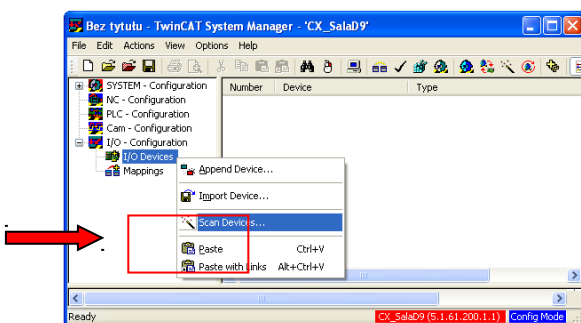 Bez tytułu - TwinCAT System Manager - 'CX_SalaD9'
File Edit Actions View Options Help
SYSTEM - Configuration
NC - Configuration
PLC - Configuration
Cam - Configuration
I/O - Configuration
I/O Devices
Mappings
Number Device Type
Append Device...
Import Device...
Scan Devices...
Paste Ctrl+V
Paste with Links Alt+Ctrl+V
Ready CX_SalaD9 (5.1.61.200.1.1) Config Mode